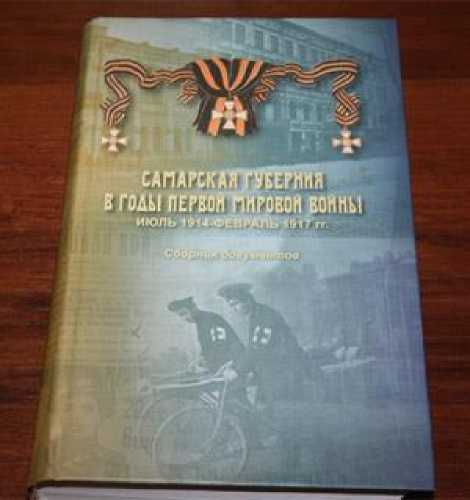 САМАРСКАЯ ГУБЕРНИЯ
В ГОДЫ ПЕРВОЙ МИРОВОЙ ВОЙНЫ
ИЮЛЬ 1914-ФЕВРАЛЬ 1917 гг.
Сборник документов